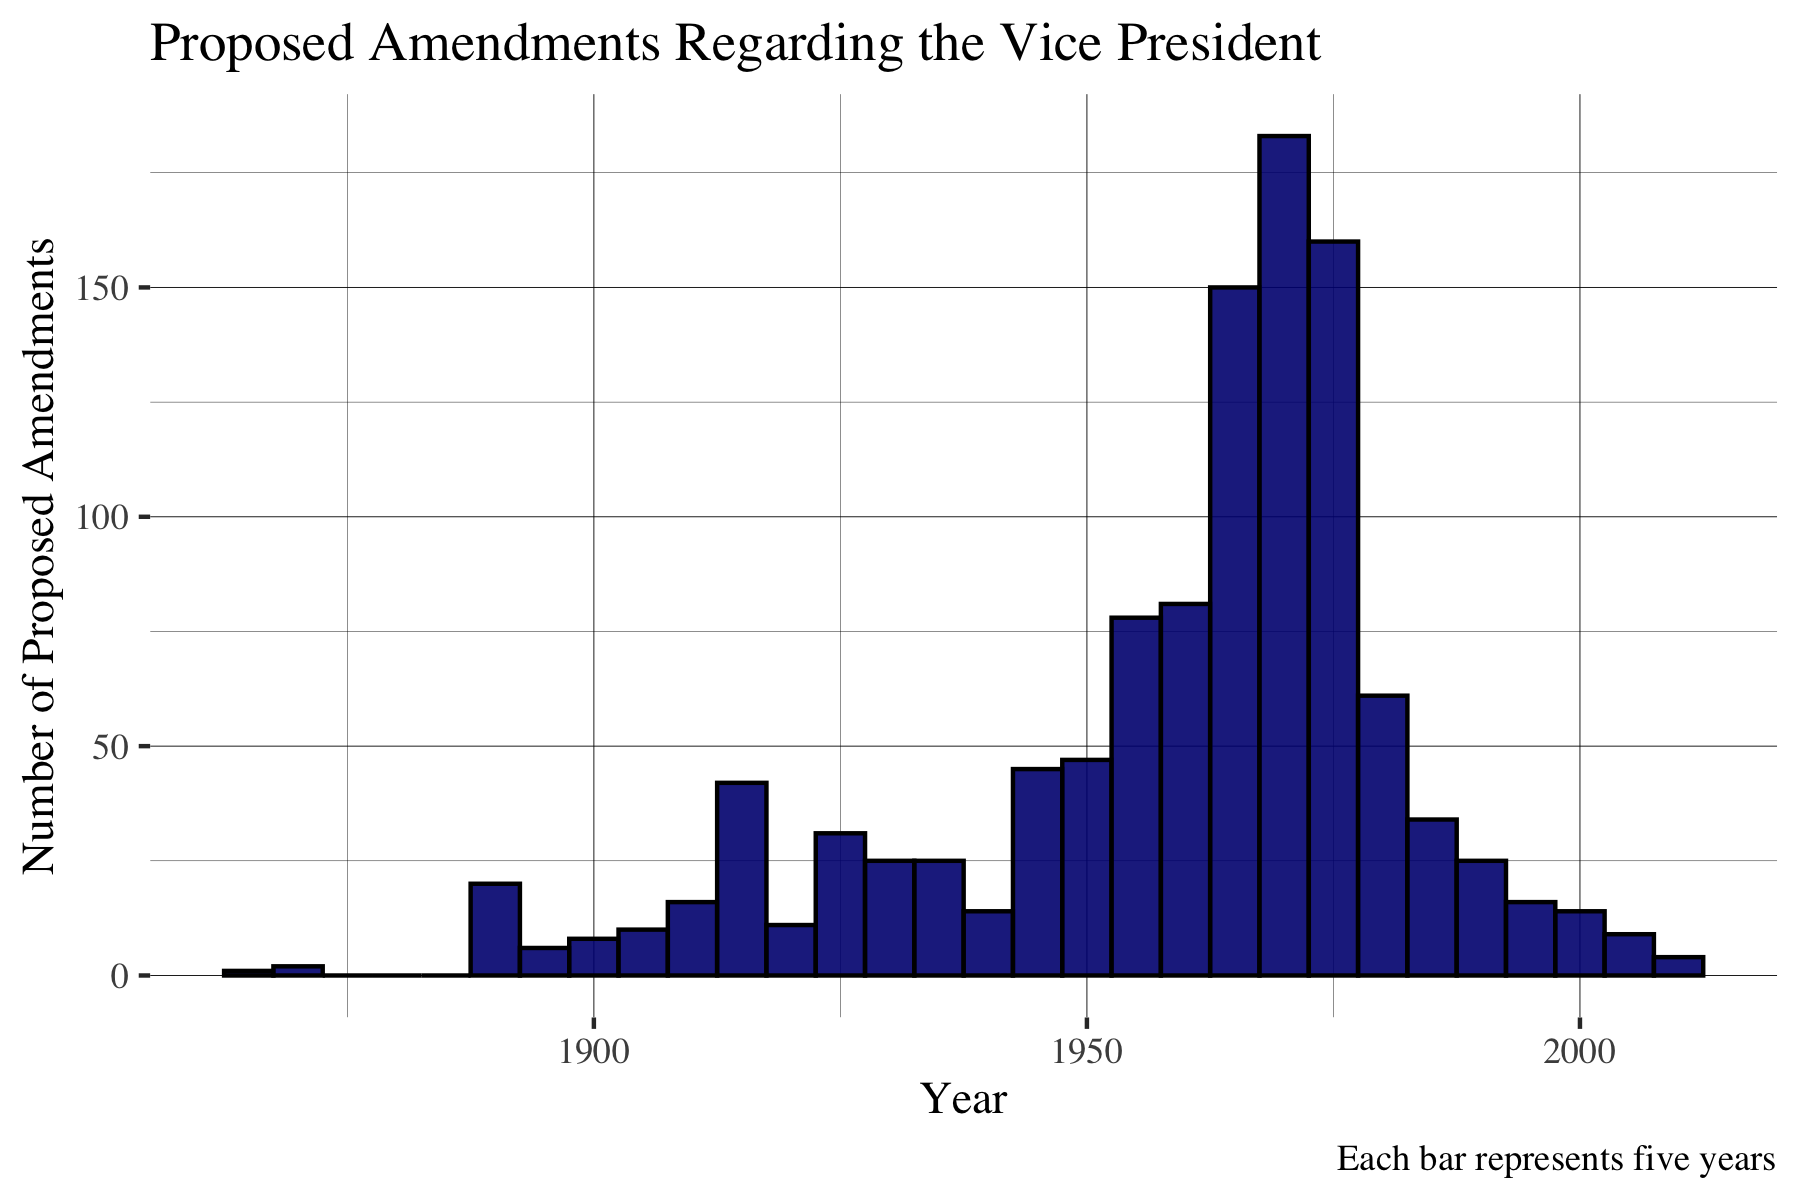 Proposed Amendments Regarding the Vice President
Number of Proposed Amendments
150
100
50
0
1900 1950 2000
Year
Each bar represents five years